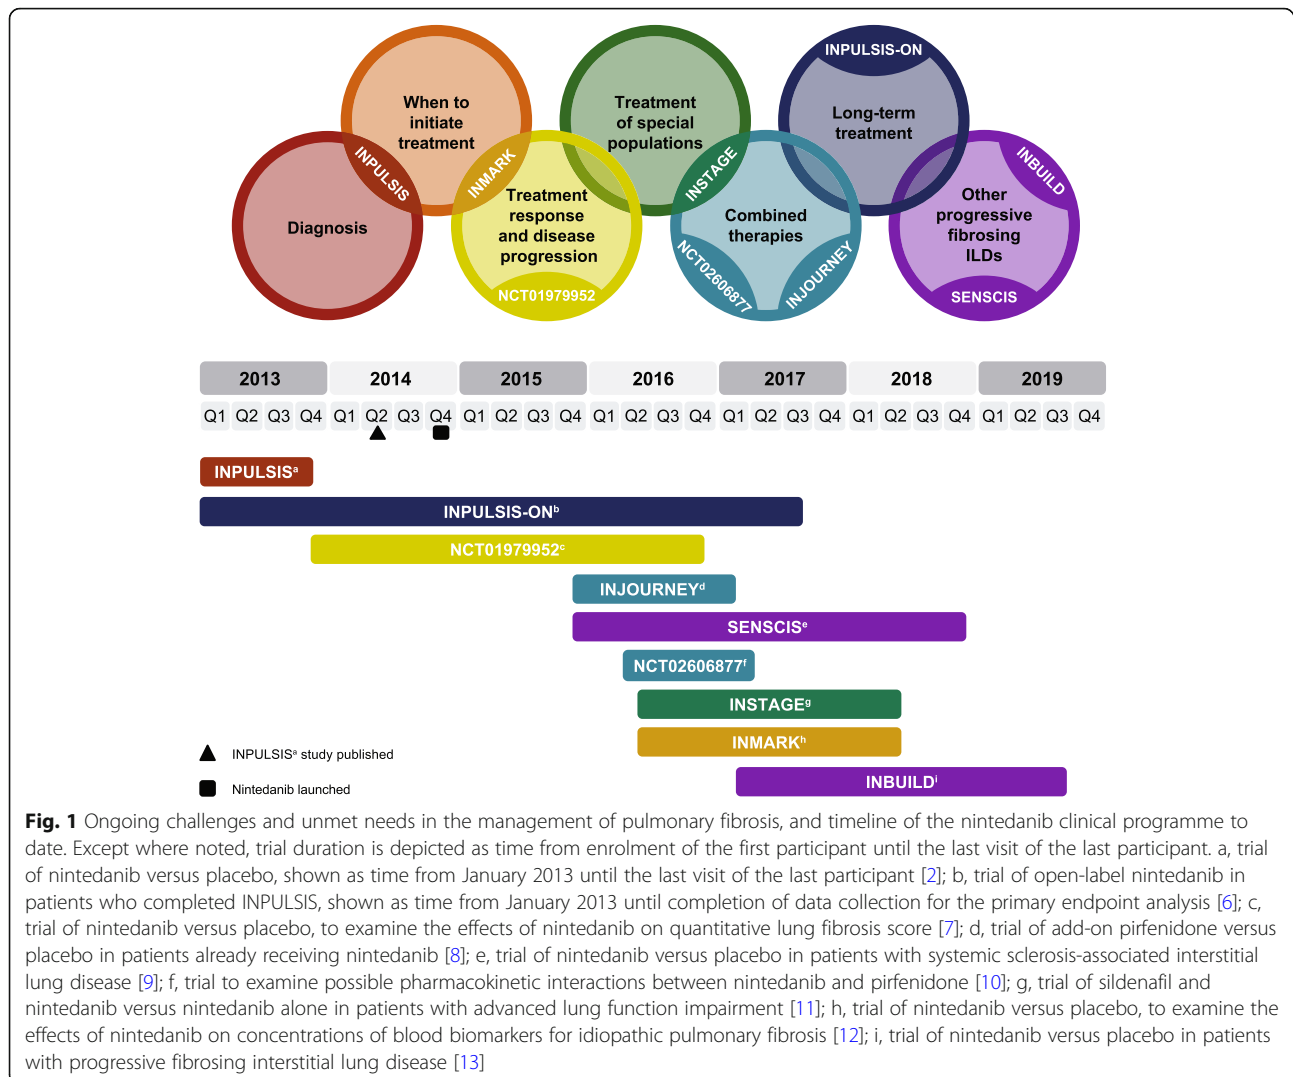 INPULSIS-ON
When to
initiate
treatment
Treatment
of special
populations
Long-term
treatment
INPULSIS
INMARK
INSTAGE
INBUILD
Diagnosis
Treatment
response
and disease
progression
Combined
therapies
Other
progressive
fibrosing
ILDs
NCT01979952
NCT02606877
INJOURNEY
SENSCIS
2013 2014 2015 2016 2017 2018 2019
Q1 Q2 Q3 Q4 Q1 Q2 Q3 Q4 Q1 Q2 Q3 Q4 Q1 Q2 Q3 Q4 Q1 Q2 Q3 Q4 Q1 Q2 Q3 Q4 Q1 Q2 Q3 Q4
INPULSISᵃ
INPULSIS-ONᵇ
NCT01979952ᶜ
INJOURNEYᵈ
SENSCISᵉ
NCT02606877ᶠ
INSTAGEᵍ
INMARKʰ
INPULSISᵃ study published
INBUILDⁱ
Nintedanib launched
Fig. 1 Ongoing challenges and unmet needs in the management of pulmonary fibrosis, and timeline of the nintedanib clinical programme to
date. Except where noted, trial duration is depicted as time from enrolment of the first participant until the last visit of the last participant. a, trial
of nintedanib versus placebo, shown as time from January 2013 until the last visit of the last participant [2]; b, trial of open-label nintedanib in
patients who completed INPULSIS, shown as time from January 2013 until completion of data collection for the primary endpoint analysis [6]; c,
trial of nintedanib versus placebo, to examine the effects of nintedanib on quantitative lung fibrosis score [7]; d, trial of add-on pirfenidone versus
placebo in patients already receiving nintedanib [8]; e, trial of nintedanib versus placebo in patients with systemic sclerosis-associated interstitial
lung disease [9]; f, trial to examine possible pharmacokinetic interactions between nintedanib and pirfenidone [10]; g, trial of sildenafil and
nintedanib versus nintedanib alone in patients with advanced lung function impairment [11]; h, trial of nintedanib versus placebo, to examine the
effects of nintedanib on concentrations of blood biomarkers for idiopathic pulmonary fibrosis [12]; i, trial of nintedanib versus placebo in patients
with progressive fibrosing interstitial lung disease [13]